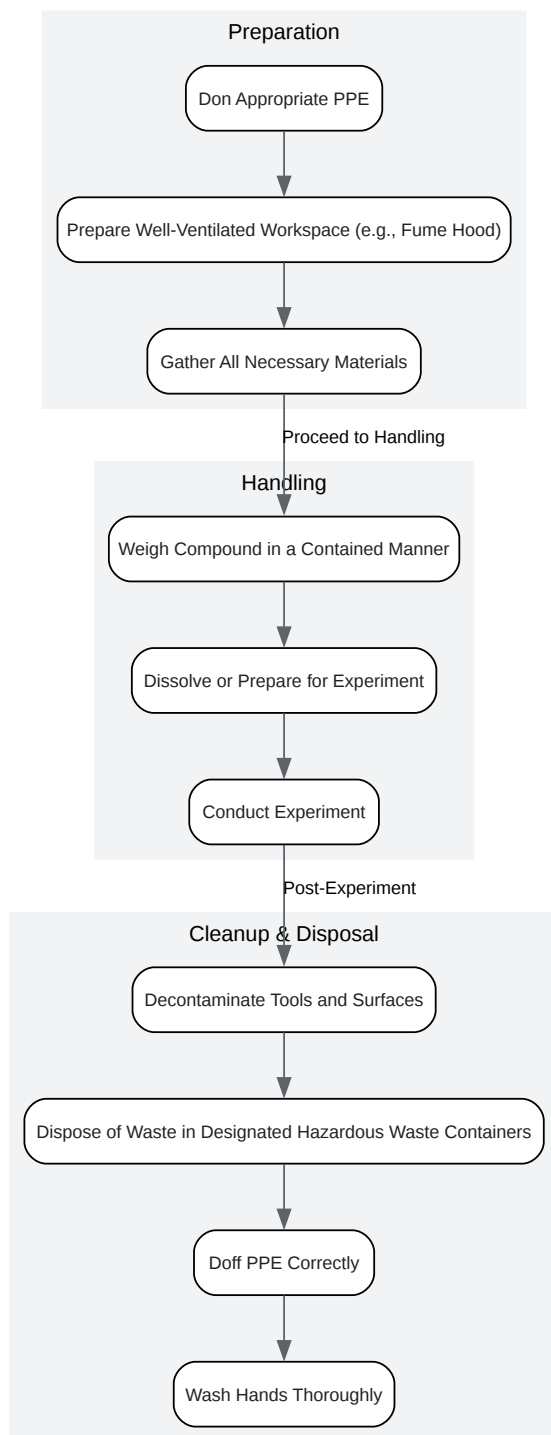 Preparation
Don Appropriate PPE
Prepare Well-Ventilated Workspace (e.g., Fume Hood)
Gather All Necessary Materials
Proceed to Handling
Handling
Weigh Compound in a Contained Manner
Dissolve or Prepare for Experiment
Conduct Experiment
Post-Experiment
Cleanup & Disposal
Decontaminate Tools and Surfaces
Dispose of Waste in Designated Hazardous Waste Containers
Doff PPE Correctly
Wash Hands Thoroughly